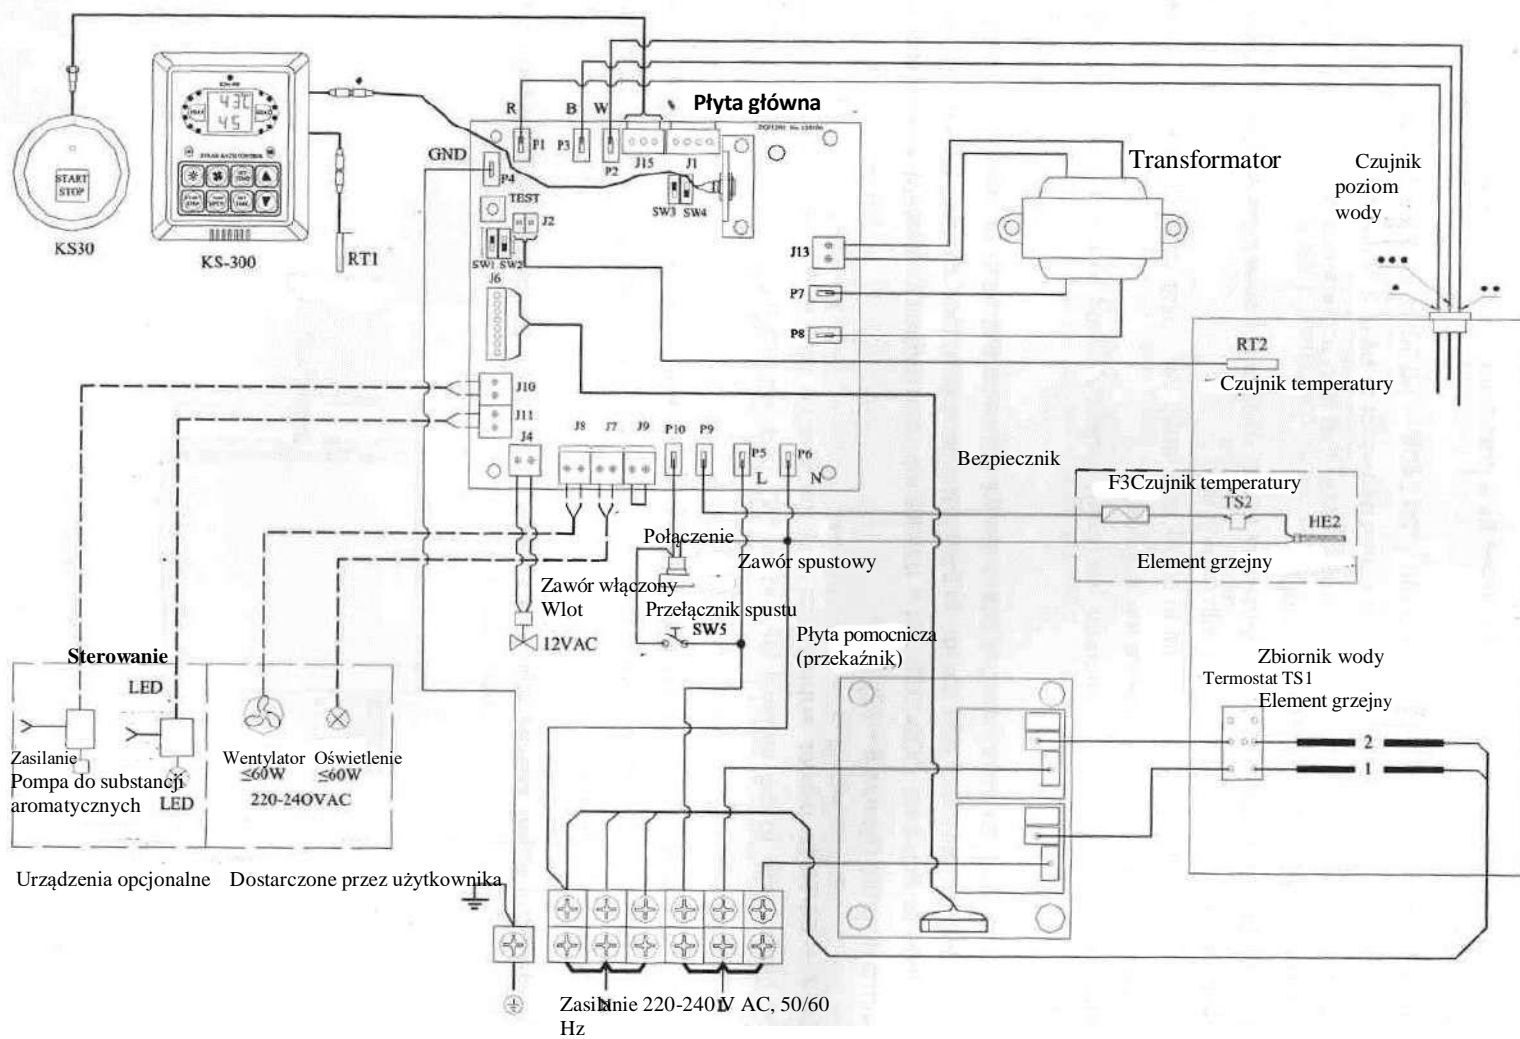 Płyta główna
R
B
W
P1
P3
P2
J15
J1
GND
P4
43℃
45
STEAM BATH CONTROL
START
STOP
KS30
KS-300
RT1
TEST
J2
SW3
SW4
SW1
SW2
J6
J13
P7
P8
Transformator
Czujnik
poziom
wody
RT2
Czujnik temperatury
J10
J11
J4
J8
J7
J9
P10
P9
P5
L
P6
N
Bezpiecznik
F3Czujnik temperatury
TS2
HE2
Element grzejny
Połączenie
Zawór spustowy
Zawór włączony
Wlot
12VAC
Przełącznik spustu
SW5
Płyta pomocnicza
(przekaźnik)
Zbiornik wody
Termostat TS1
Element grzejny
2
1
Sterowanie
LED
Zasilanie
Pompa do substancji
aromatycznych
LED
Wentylator
≤60W
Oświetlenie
≤60W
220-240VAC
Urządzenia opcjonalne
Dostarczone przez użytkownika
Zasilanie 220-240 V AC, 50/60
Hz